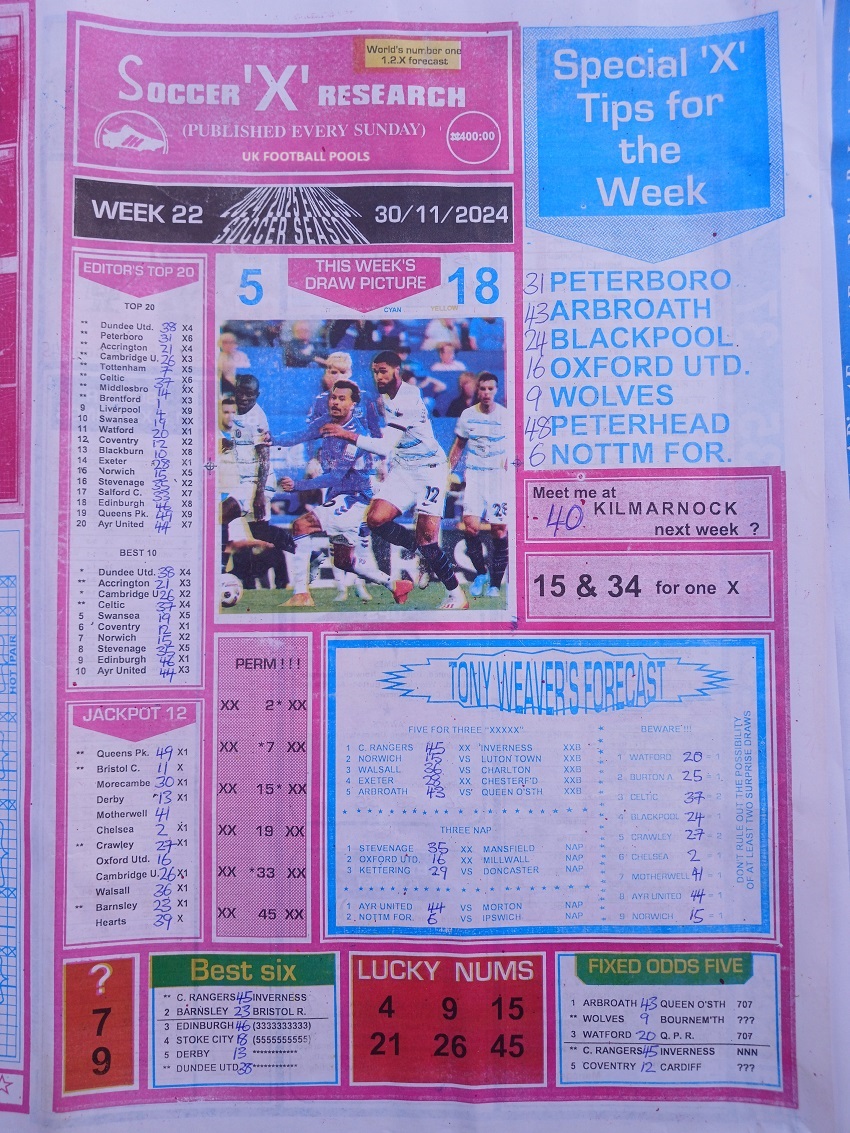 World's number one
1.2.X forecast
SOCCER 'X' RESEARCH
(PUBLISHED EVERY SUNDAY)
400:00
UK FOOTBALL POOLS
WEEK 22
2024/2025 ENGLISH
SOCCER SEASON
30/11/2024
Special 'X'
Tips for
the
Week
31 PETERBORO
43 ARBROATH
24 BLACKPOOL
16 OXFORD UTD.
9 WOLVES
48 PETERHEAD
6 NOTTM FOR.
Meet me at
40 KILMARNOCK
next week ?
15 & 34 for one X
EDITOR'S TOP 20
TOP 20
** Dundee Utd. 38 X4
** Peterboro 31 X6
** Accrington 21 X4
** Cambridge U. 26 X3
** Tottenham 7 X5
** Celtic 37 X6
** Middlesbro 14 XX
** Brentford 1 X3
9 Liverpool 4 X9
10 Swansea 19 XX
11 Watford 20 X1
12 Coventry 12 X2
13 Blackburn 10 X8
14 Exeter 28 X1
15 Norwich 15 X5
16 Stevenage 35 X2
17 Salford C. 33 X7
18 Edinburgh 46 X8
19 Queens Pk. 49 X9
20 Ayr United 44 X7
BEST 10
* Dundee Utd. 38 X4
** Accrington 21 X3
* Cambridge U 26 X2
** Celtic 37 X4
5 Swansea 19 X5
6 Coventry 12 X1
7 Norwich 15 X2
8 Stevenage 35 X5
9 Edinburgh 46 X1
10 Ayr United 44 X3
5
THIS WEEK'S
DRAW PICTURE
18
CYAN
YELLOW
12
28
JACKPOT 12
** Queens Pk. 49 X1
** Bristol C. 11 X
Morecambe 30 X1
Derby 13 X1
Motherwell 41
Chelsea 2 X1
** Crawley 27 X1
Oxford Utd. 16
Cambridge U. 26 X1
Walsall 36 X1
** Barnsley 23 X1
Hearts 39 X
PERM!!!
XX 2* XX
XX *7 XX
XX 15* XX
XX 19 XX
XX *33 XX
XX 45 XX
TONY WEAVER'S FORECAST
FIVE FOR THREE "XXXXX"
1 C. RANGERS 45 XX INVERNESS XXB
2 NORWICH 15 VS LUTON TOWN XXB
3 WALSALL 36 VS CHARLTON XXB
4 EXETER 28 XX CHESTERF'D XXB
5 ARBROATH 43 VS' QUEEN O'STH XXB
THREE NAP
1 STEVENAGE 35 XX MANSFIELD NAP
2 OXFORD UTD. 16 XX MILLWALL NAP
3 KETTERING 29 VS DONCASTER NAP
1 AYR UNITED 44 VS MORTON NAP
2 NOTTM FOR. 6 VS IPSWICH NAP
BEWARE!!!
1 WATFORD 20 = 1
2 BURTON A 25 = 1
3 CELTIC 37 = 2
4 BLACKPOOL 24 = 1
5 CRAWLEY 27 = 2
6 CHELSEA 2 = 1
7 MOTHERWELL 41 = 1
8 AYR UNITED 44 = 1
9 NORWICH 15 = 1
DON'T RULE OUT THE POSSIBILITY
OF AT LEAST TWO SURPRISE DRAWS
?
7
9
Best six
** C. RANGERS 45 INVERNESS
2 BARNSLEY 23 BRISTOL R.
3 EDINBURGH 46 (3333333333)
4 STOKE CITY 18 (5555555555)
5 DERBY 13 ************
** DUNDEE UTD 38 ************
LUCKY NUMS
4 9 15
21 26 45
FIXED ODDS FIVE
1 ARBROATH 43 QUEEN O'STH 707
** WOLVES 9 BOURNEM'TH ???
3 WATFORD 20 Q. P. R. 707
** C. RANGERS 45 INVERNESS NNN
5 COVENTRY 12 CARDIFF ???
HOT PAIR